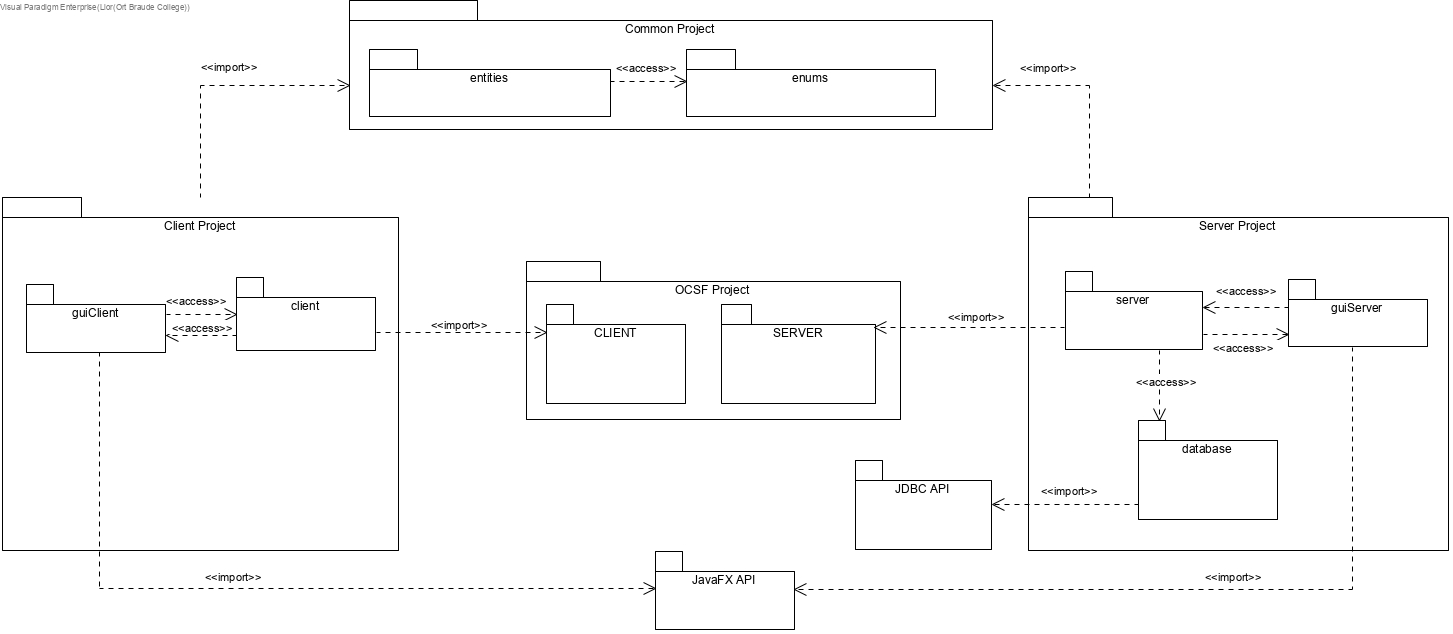 Visual Paradigm Enterprise(Lior(Ort Braude College))
Common Project
<<import>>
entities
<<access>>
enums
<<import>>
Client Project
Server Project
guiClient
<<access>>
<<access>>
client
<<import>>
OCSF Project
CLIENT
SERVER
<<import>>
server
<<access>>
<<access>>
guiServer
<<access>>
database
JDBC API
<<import>>
<<import>>
JavaFX API
<<import>>